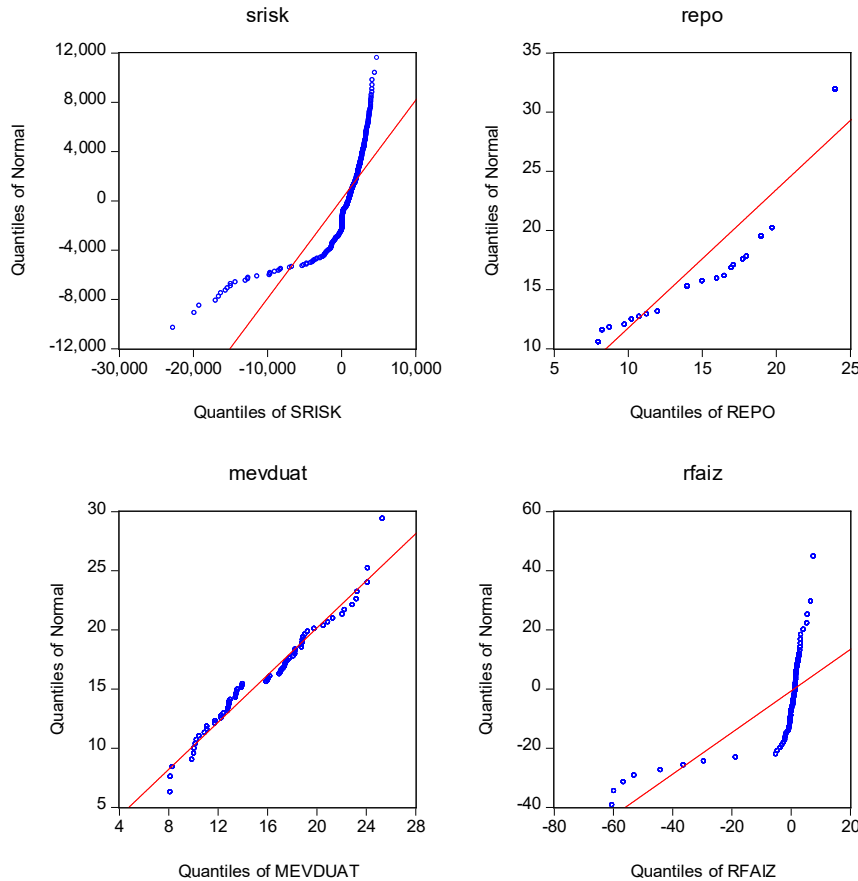 srisk
12,000
8,000
4,000
0
-4,000
-8,000
-12,000
-30,000 -20,000 -10,000 0 10,000
Quantiles of Normal
Quantiles of SRISK
repo
35
30
25
20
15
10
5 10 15 20 25
Quantiles of Normal
Quantiles of REPO
mevduat
30
25
20
15
10
5
4 8 12 16 20 24 28
Quantiles of Normal
Quantiles of MEVDUAT
rfaiz
60
40
20
0
-20
-40
-80 -60 -40 -20 0 20
Quantiles of Normal
Quantiles of RFAIZ